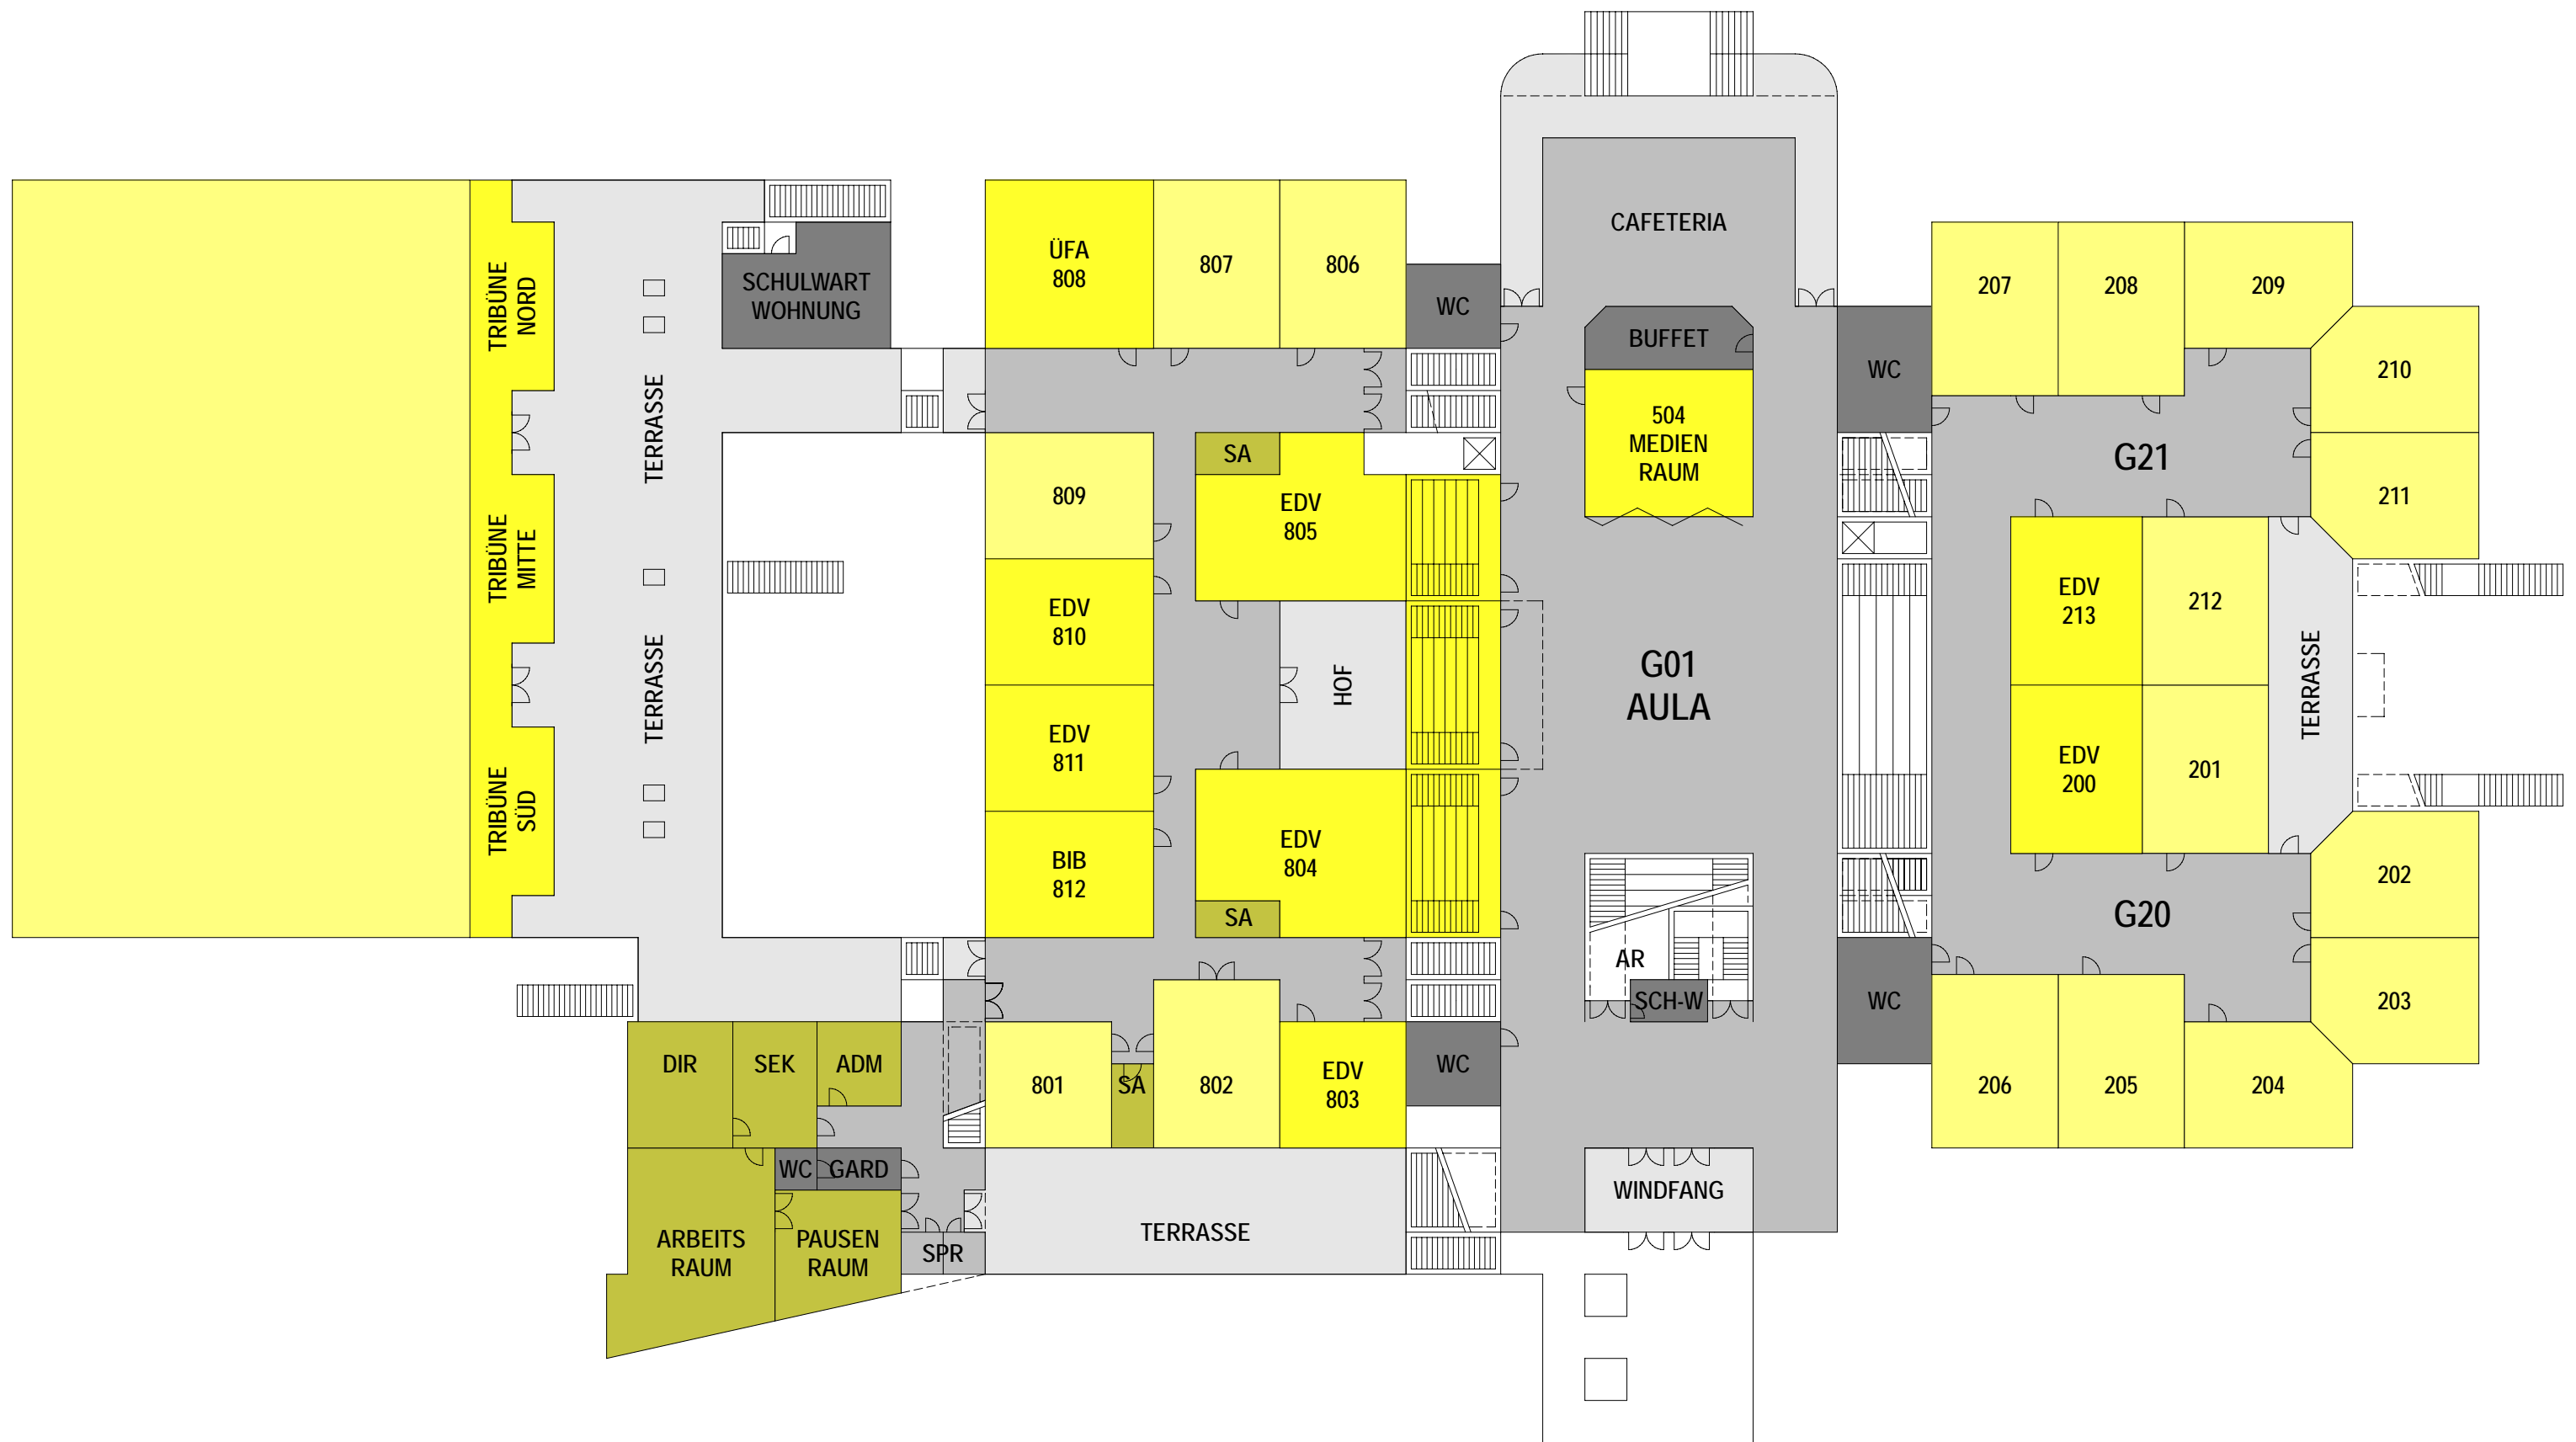 CAFETERIA
ÜFA
808
807
806
SCHULWART
WOHNUNG
TRIBÜNE
NORD
WC
BUFFET
WC
207
208
209
210
TERRASSE
504
MEDIEN
RAUM
SA
G21
809
EDV
805
211
TRIBÜNE
MITTE
EDV
810
EDV
213
212
TERRASSE
HOF
G01
AULA
TERRASSE
EDV
811
EDV
200
201
TRIBÜNE
SÜD
BIB
812
EDV
804
SA
202
G20
AR
SCH-W
WC
203
DIR
SEK
ADM
801
SA
802
EDV
803
WC
206
205
204
WC
GARD
WINDFANG
ARBEITS
RAUM
PAUSEN
RAUM
SPR
TERRASSE